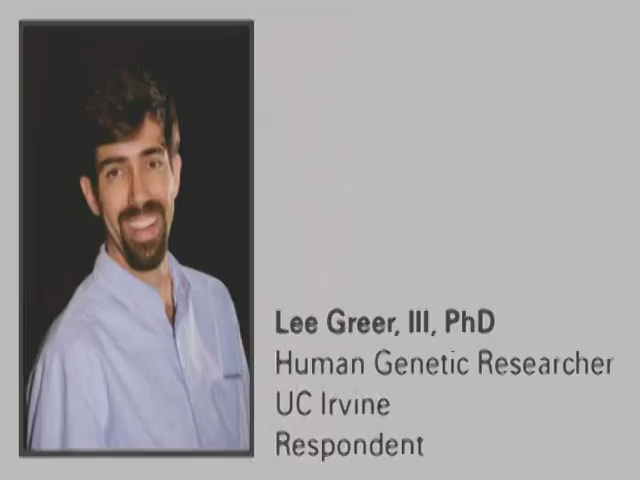 Lee Greer, III, PhD
Human Genetic Researcher
UC Irvine
Respondent